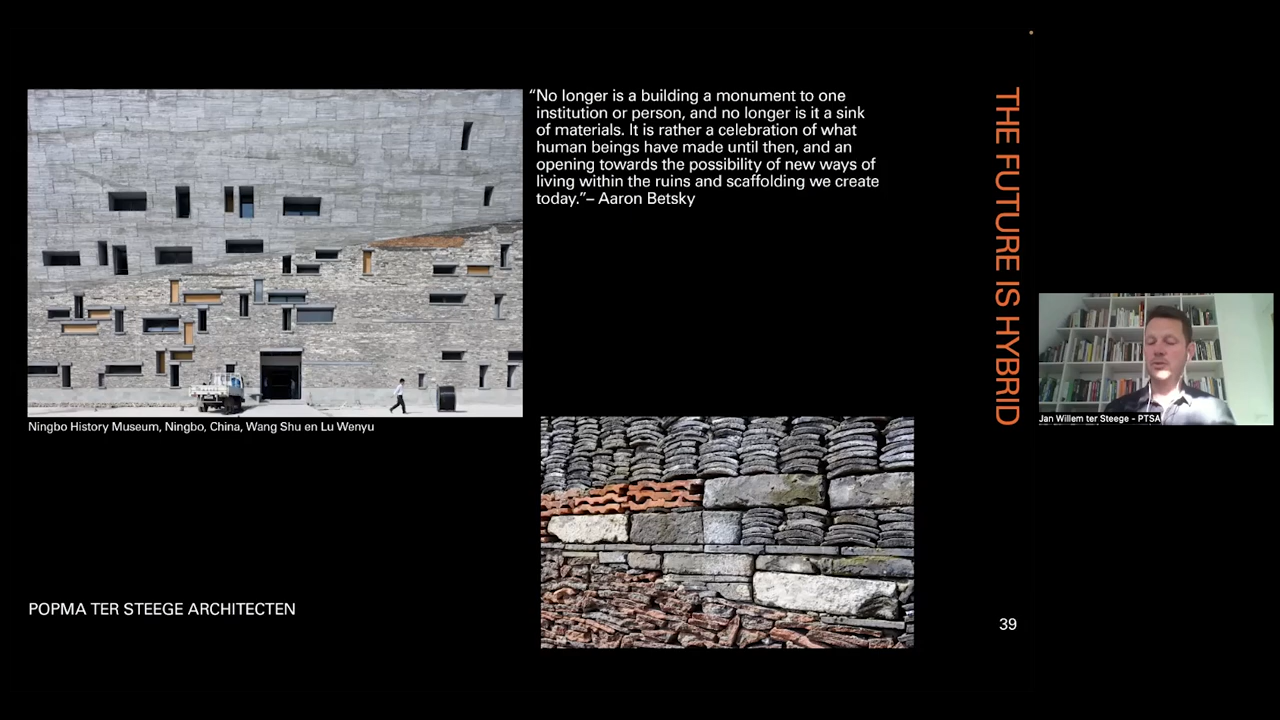 “No longer is a building a monument to one
institution or person, and no longer is it a sink
of materials. It is rather a celebration of what
human beings have made until then, and an
opening towards the possibility of new ways of
living within the ruins and scaffolding we create
today.”– Aaron Betsky
THE FUTURE IS HYBRID
Jan Willem ter Steege - PTSA
Ningbo History Museum, Ningbo, China, Wang Shu en Lu Wenyu
POPMA TER STEEGE ARCHITECTEN
39